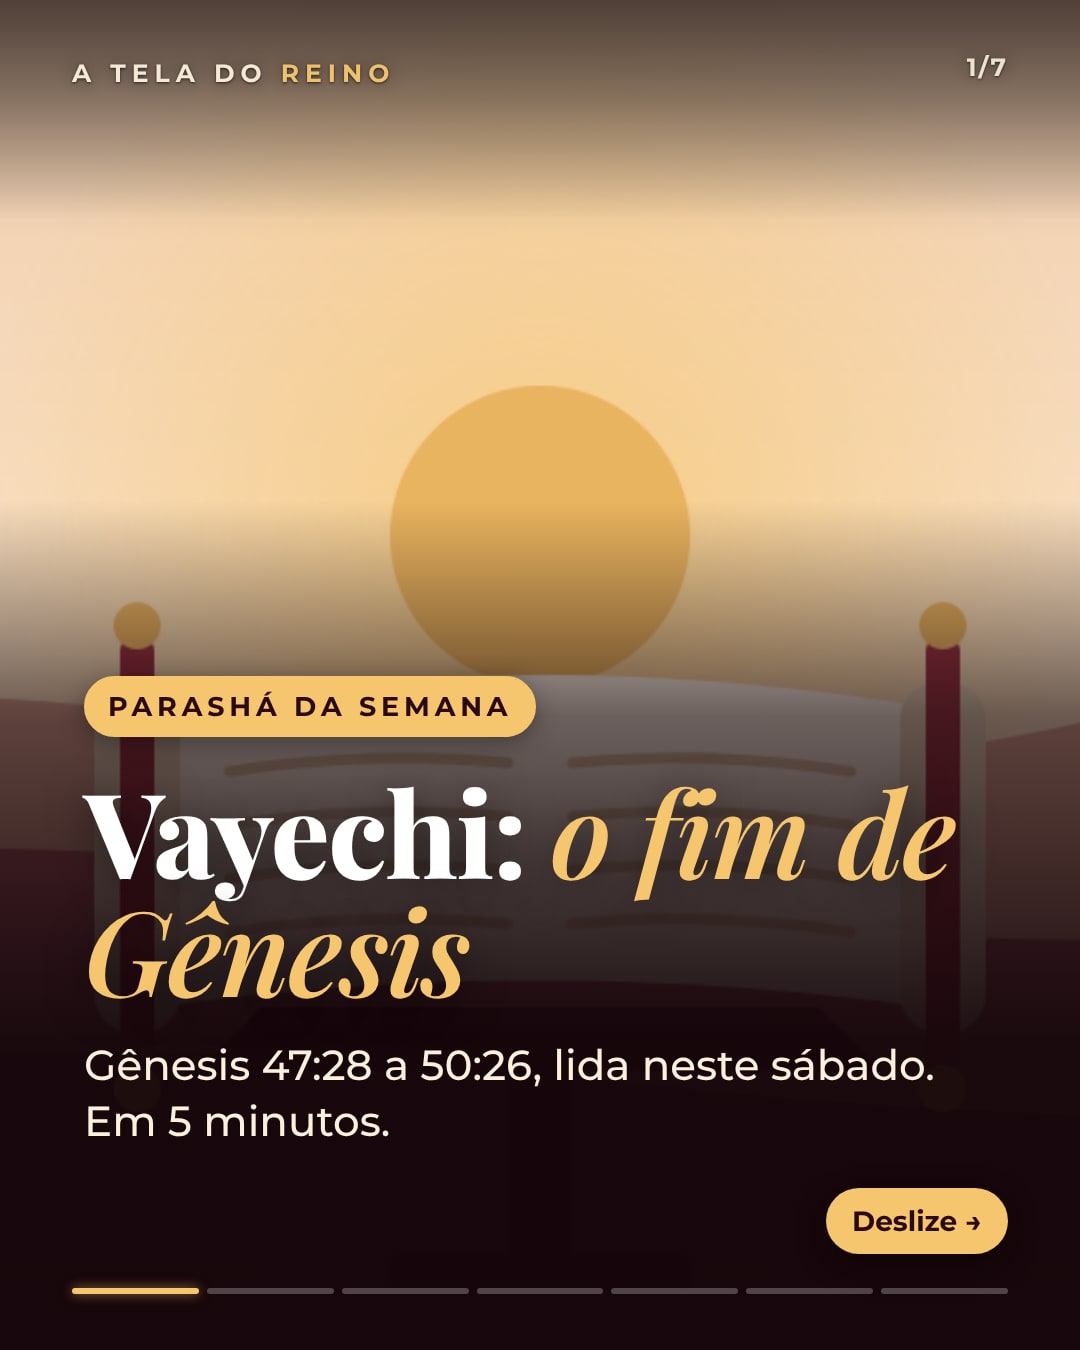 A TELA DO REINO
1/7
PARASHÁ DA SEMANA
Vayechi: o fim de
Gênesis
Gênesis 47:28 a 50:26, lida neste sábado.
Em 5 minutos.
Deslize →